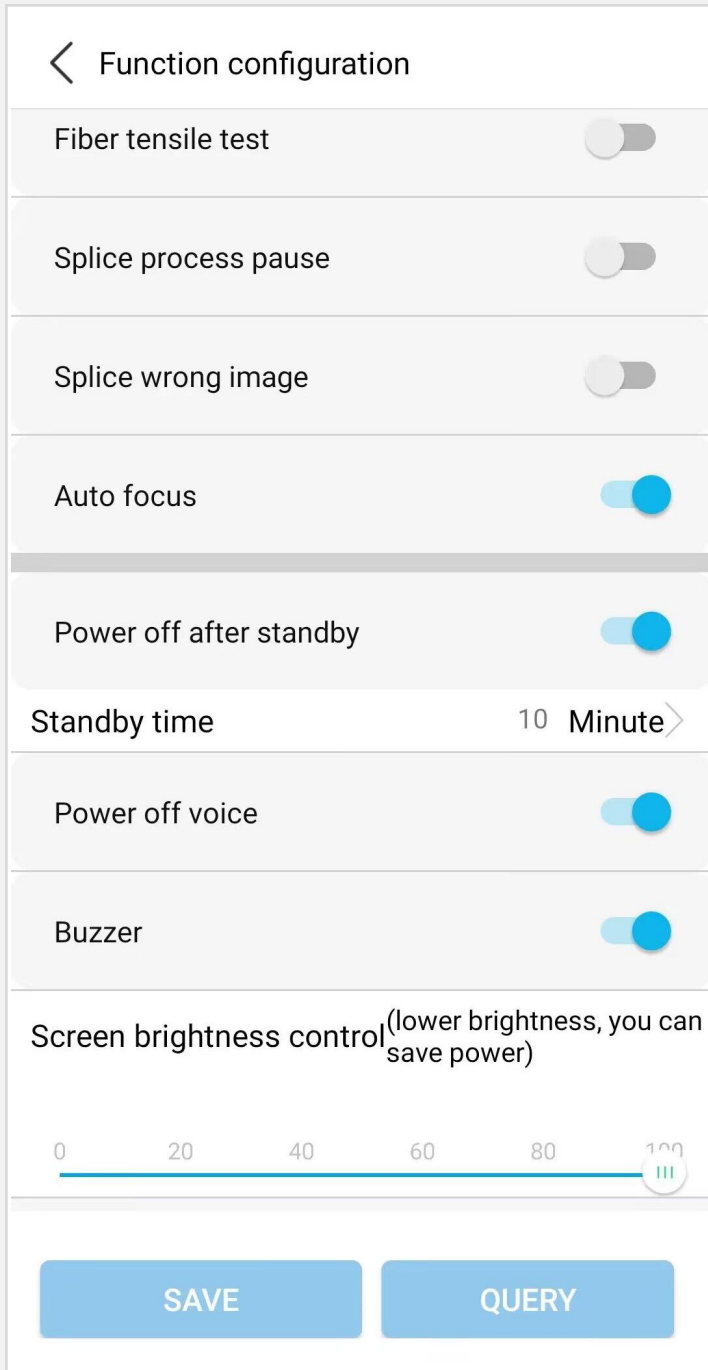 Function configuration
Fiber tensile test
Splice process pause
Splice wrong image
Auto focus
Power off after standby
Standby time 10 Minute
Power off voice
Buzzer
Screen brightness control (lower brightness, you can
save power)
0 20 40 60 80 100
SAVE QUERY